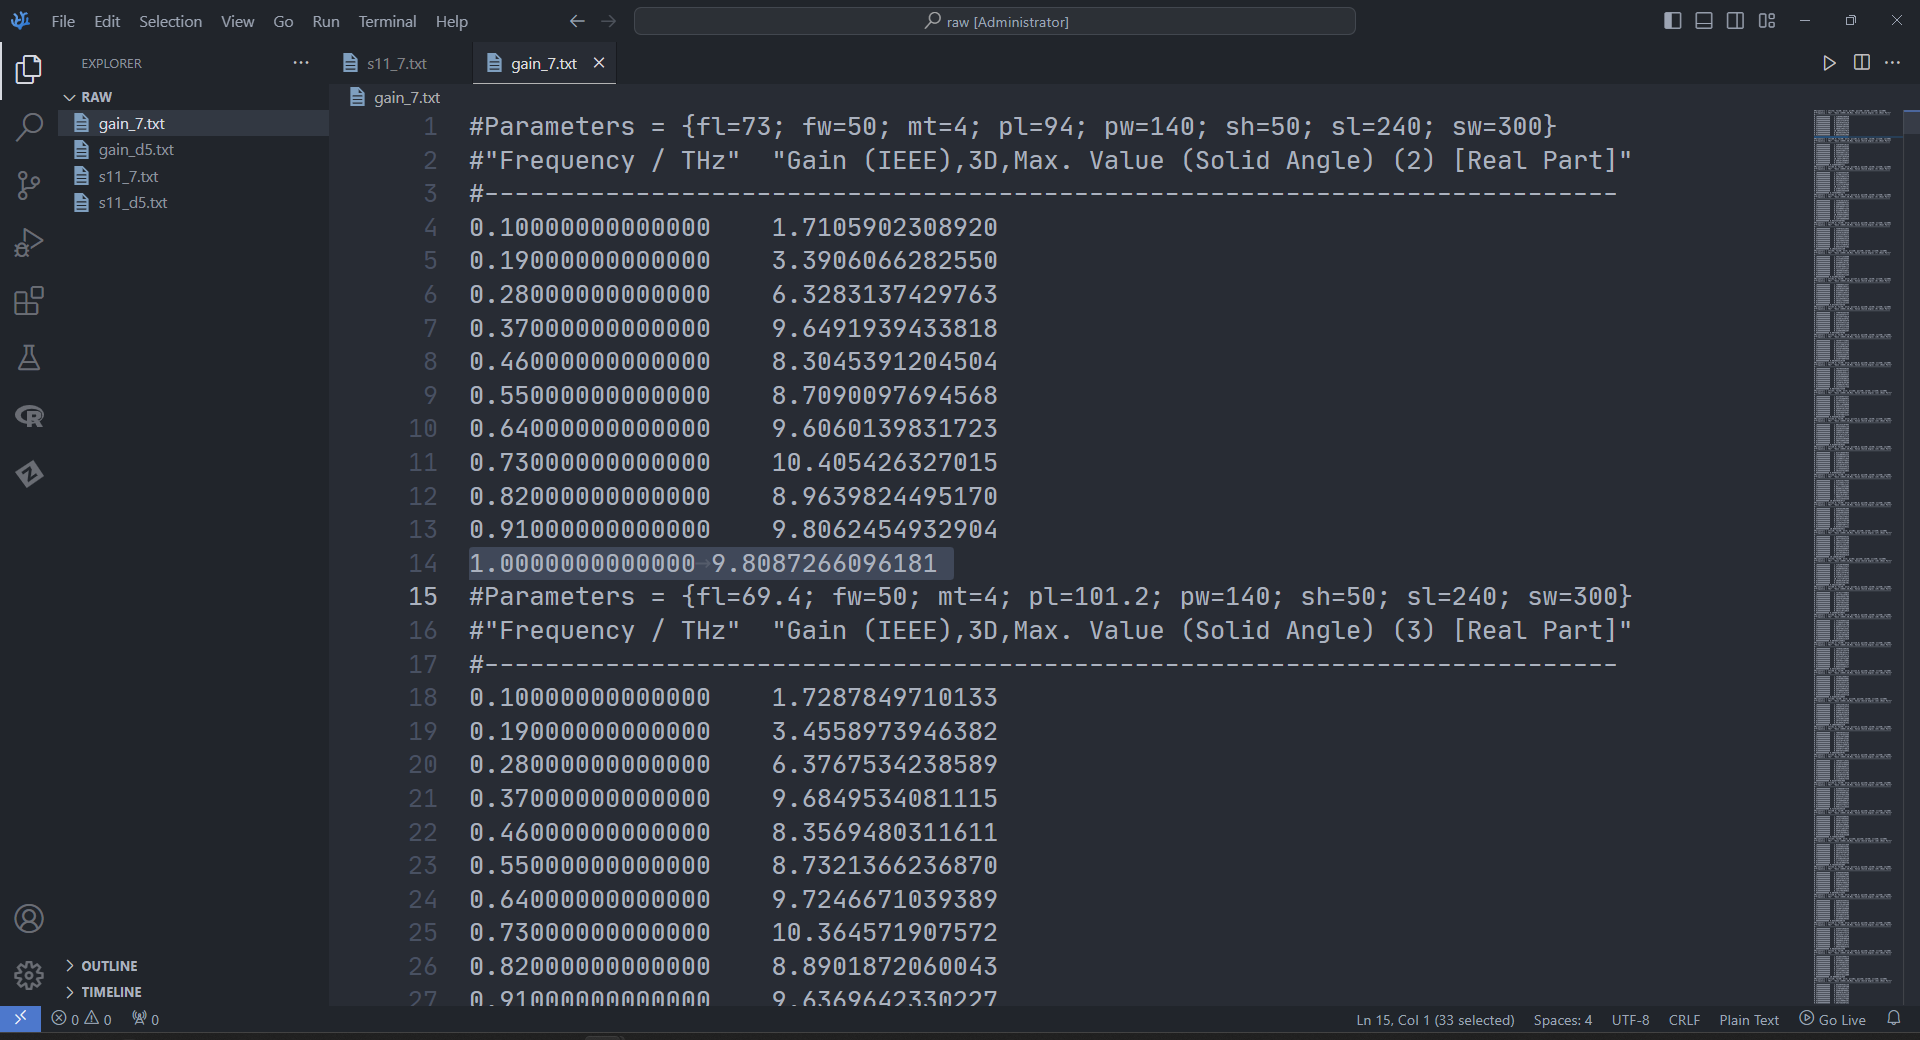 File Edit Selection View Go Run Terminal Help
raw [Administrator]
EXPLORER
RAW
gain_7.txt
gain_d5.txt
s11_7.txt
s11_d5.txt
OUTLINE
TIMELINE
s11_7.txt gain_7.txt
gain_7.txt
1 #Parameters = {fl=73; fw=50; mt=4; pl=94; pw=140; sh=50; sl=240; sw=300}
2 #"Frequency / THz" "Gain (IEEE),3D,Max. Value (Solid Angle) (2) [Real Part]"
3 #---------------------------------------------------------------------------
4 0.10000000000000 1.7105902308920
5 0.19000000000000 3.3906066282550
6 0.28000000000000 6.3283137429763
7 0.37000000000000 9.6491939433818
8 0.46000000000000 8.3045391204504
9 0.55000000000000 8.7090097694568
10 0.64000000000000 9.6060139831723
11 0.73000000000000 10.405426327015
12 0.82000000000000 8.9639824495170
13 0.91000000000000 9.8062454932904
14 1.0000000000000→9.8087266096181
15 #Parameters = {fl=69.4; fw=50; mt=4; pl=101.2; pw=140; sh=50; sl=240; sw=300}
16 #"Frequency / THz" "Gain (IEEE),3D,Max. Value (Solid Angle) (3) [Real Part]"
17 #---------------------------------------------------------------------------
18 0.10000000000000 1.7287849710133
19 0.19000000000000 3.4558973946382
20 0.28000000000000 6.3767534238589
21 0.37000000000000 9.6849534081115
22 0.46000000000000 8.3569480311611
23 0.55000000000000 8.7321366236870
24 0.64000000000000 9.7246671039389
25 0.73000000000000 10.364571907572
26 0.82000000000000 8.8901872060043
27 0.91000000000000 9.6369642330227
0 0 0 Ln 15, Col 1 (33 selected) Spaces: 4 UTF-8 CRLF Plain Text Go Live